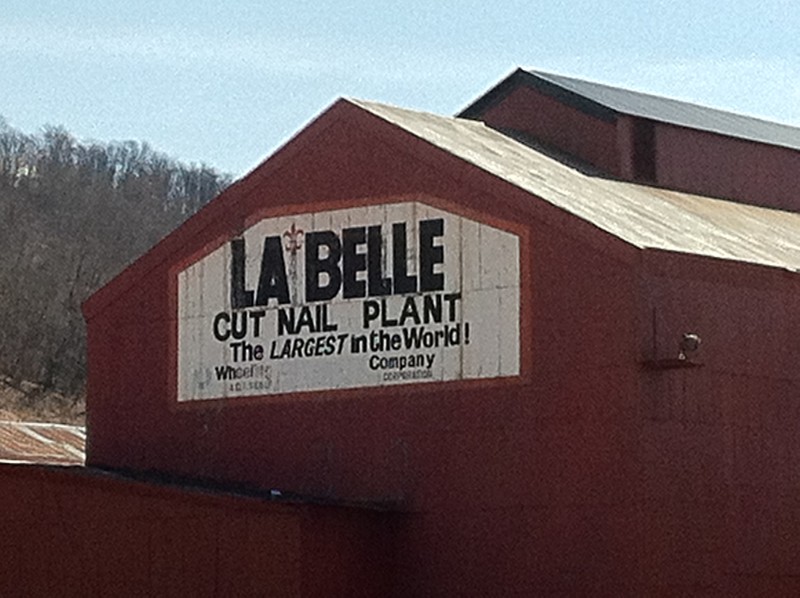 LA BELLE
CUT NAIL PLANT
The LARGEST in the World!
Wheeling Company
CORPORATION